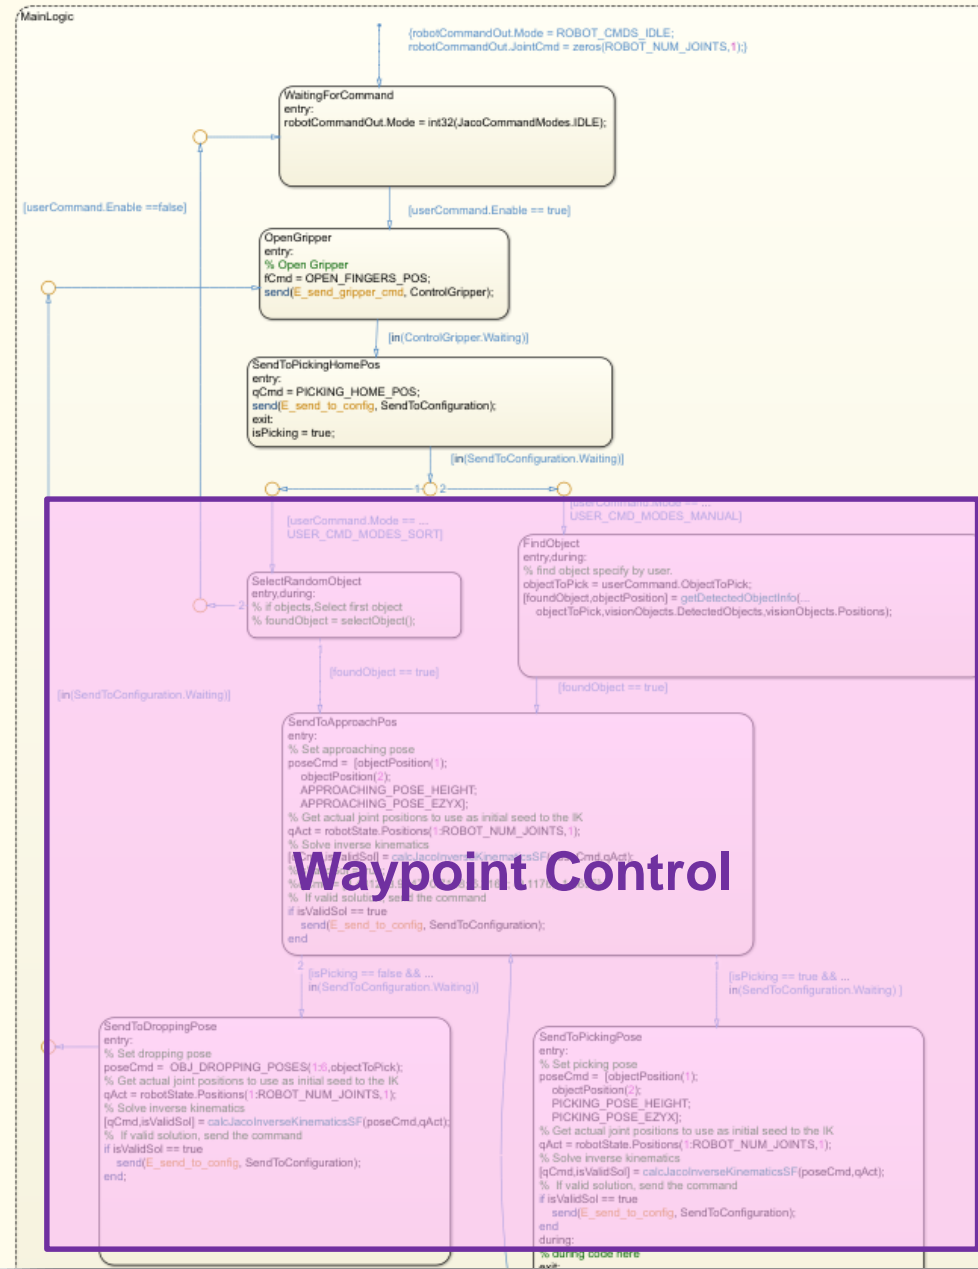 MainLogic
{robotCommandOut.Mode = ROBOT_CMDS_IDLE;
robotCommandOut.JointCmd = zeros(ROBOT_NUM_JOINTS,1);}
WaitingForCommand
entry:
robotCommandOut.Mode = int32(JacoCommandModes.IDLE);
[userCommand.Enable ==false]
[userCommand.Enable == true]
OpenGripper
entry:
% Open Gripper
fCmd = OPEN_FINGERS_POS;
send(E_send_gripper_cmd, ControlGripper);
[in(ControlGripper.Waiting)]
SendToPickingHomePos
entry:
qCmd = PICKING_HOME_POS;
send(E_send_to_config, SendToConfiguration);
exit:
isPicking = true;
[in(SendToConfiguration.Waiting)]
1 2
[userCommand.Mode == ...
USER_CMD_MODES_SORT]
[userCommand.Mode == ...
USER_CMD_MODES_MANUAL]
SelectRandomObject
entry,during:
% if objects,Select first object
% foundObject = selectObject();
2
1
FindObject
entry,during:
% find object specify by user.
objectToPick = userCommand.ObjectToPick;
[foundObject,objectPosition] = getDetectedObjectInfo(...
objectToPick,visionObjects.DetectedObjects,visionObjects.Positions);
[foundObject == true]
[foundObject == true]
[in(SendToConfiguration.Waiting)]
SendToApproachPos
entry:
% Set approaching pose
poseCmd = [objectPosition(1);
objectPosition(2);
APPROACHING_POSE_HEIGHT;
APPROACHING_POSE_EZYX];
% Get actual joint positions to use as initial seed to the IK
qAct = robotState.Positions(1:ROBOT_NUM_JOINTS,1);
% Solve inverse kinematics
[qCmd,isValidSol] = calcJacoInverseKinematicsSF(poseCmd,qAct);
Waypoint Control
% If valid solution, send the command
if isValidSol == true
send(E_send_to_config, SendToConfiguration);
end
2
[isPicking == false && ...
in(SendToConfiguration.Waiting)]
1
[isPicking == true && ...
in(SendToConfiguration.Waiting) ]
SendToDroppingPose
entry:
% Set dropping pose
poseCmd = OBJ_DROPPING_POSES(1:6,objectToPick);
% Get actual joint positions to use as initial seed to the IK
qAct = robotState.Positions(1:ROBOT_NUM_JOINTS,1);
% Solve inverse kinematics
[qCmd,isValidSol] = calcJacoInverseKinematicsSF(poseCmd,qAct);
% If valid solution, send the command
if isValidSol == true
send(E_send_to_config, SendToConfiguration);
end;
SendToPickingPose
entry:
% Set picking pose
poseCmd = [objectPosition(1);
objectPosition(2);
PICKING_POSE_HEIGHT;
PICKING_POSE_EZYX];
% Get actual joint positions to use as initial seed to the IK
qAct = robotState.Positions(1:ROBOT_NUM_JOINTS,1);
% Solve inverse kinematics
[qCmd,isValidSol] = calcJacoInverseKinematicsSF(poseCmd,qAct);
% If valid solution, send the command
if isValidSol == true
send(E_send_to_config, SendToConfiguration);
end
during:
% during code here
exit: